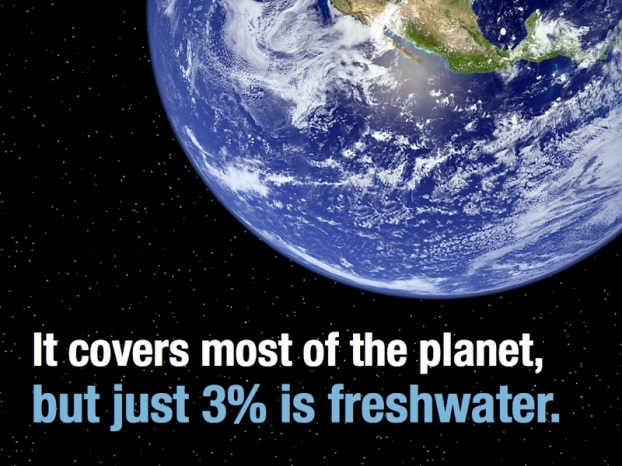 It covers most of the planet,
but just 3% is freshwater.